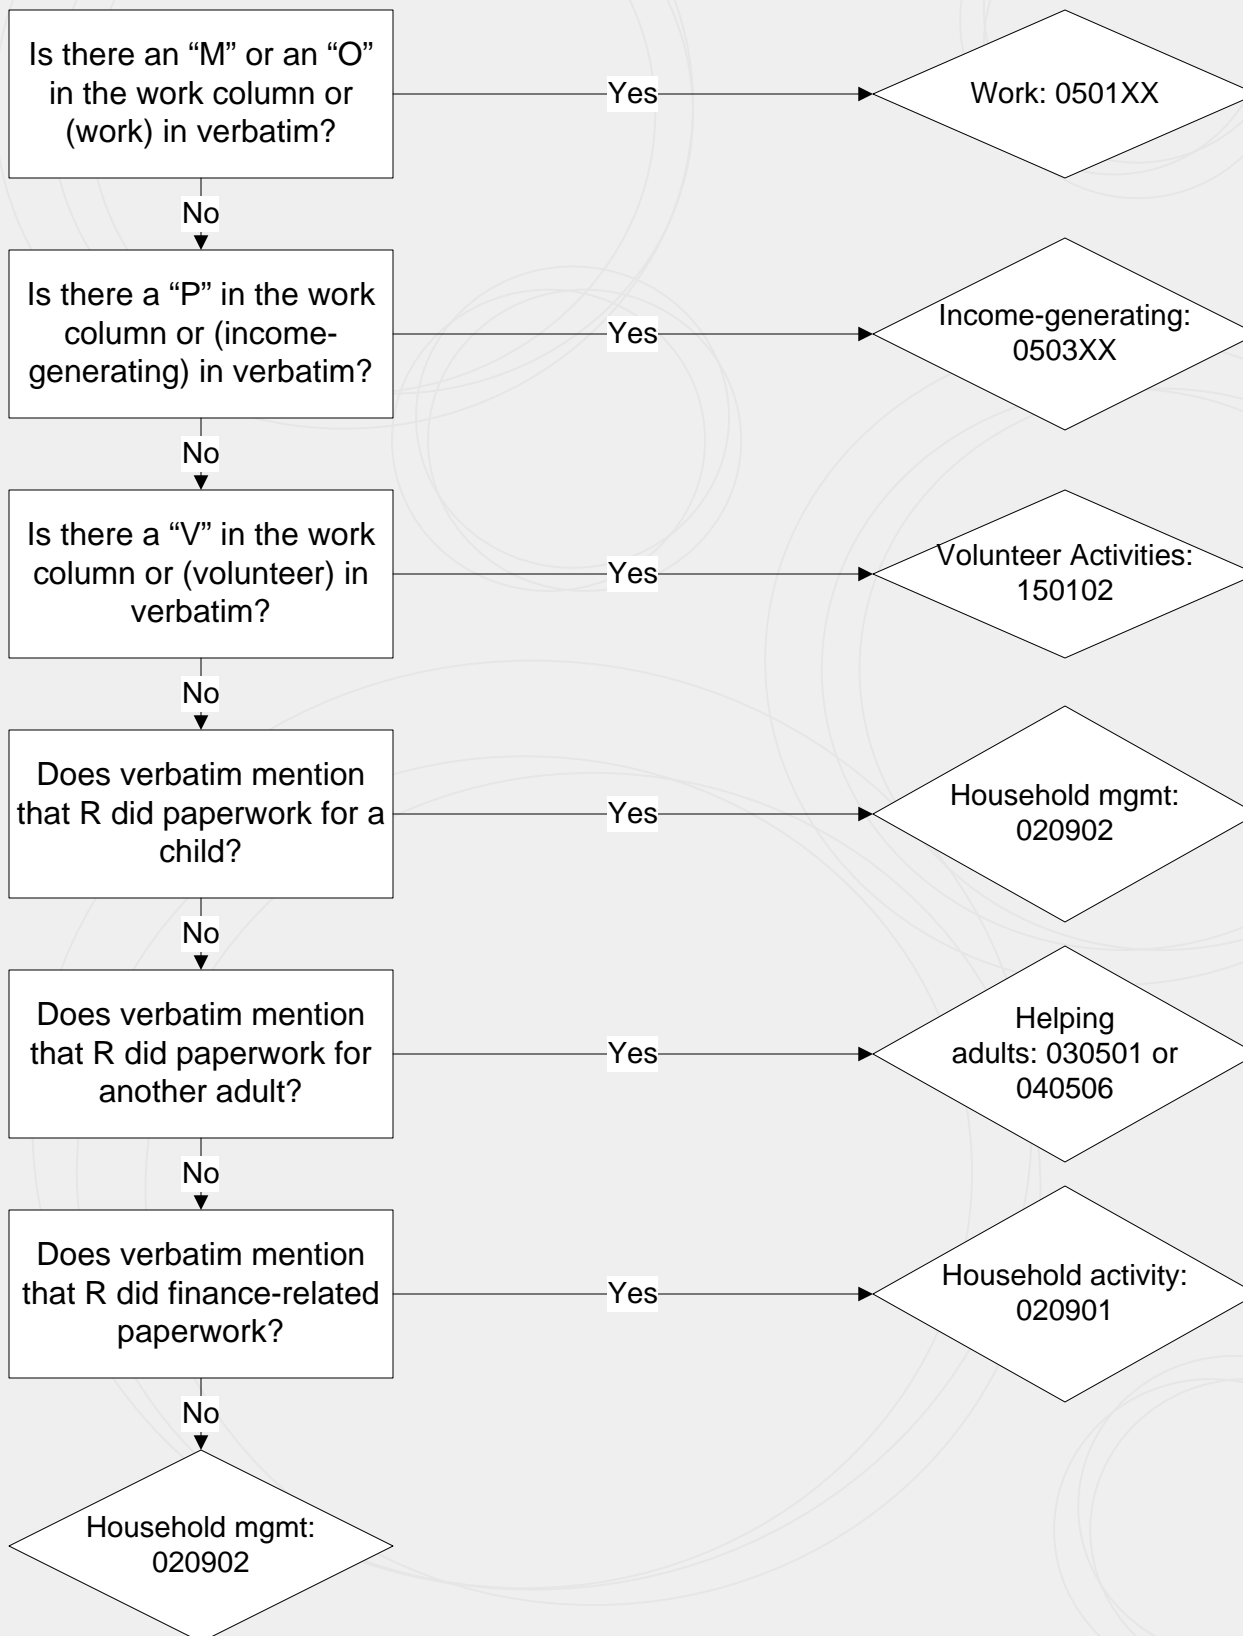 Is there an “M” or an “O”
in the work column or
(work) in verbatim?
Yes
Work: 0501XX
No
Is there a “P” in the work
column or (income-
generating) in verbatim?
Yes
Income-generating:
0503XX
No
Is there a “V” in the work
column or (volunteer) in
verbatim?
Yes
Volunteer Activities:
150102
No
Does verbatim mention
that R did paperwork for a
child?
Yes
Household mgmt:
020902
No
Does verbatim mention
that R did paperwork for
another adult?
Yes
Helping
adults: 030501 or
040506
No
Does verbatim mention
that R did finance-related
paperwork?
Yes
Household activity:
020901
No
Household mgmt:
020902